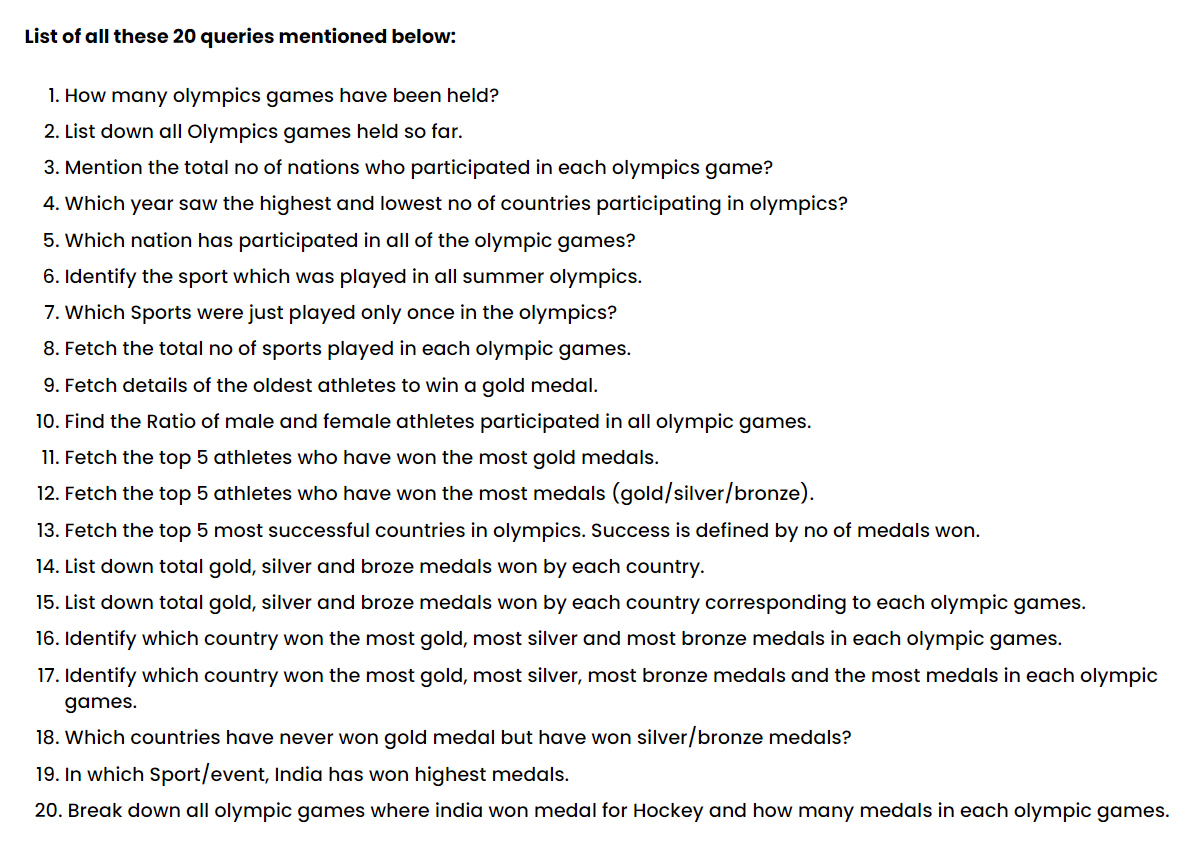 List of all these 20 queries mentioned below:
1. How many olympics games have been held?
2. List down all Olympics games held so far.
3. Mention the total no of nations who participated in each olympics game?
4. Which year saw the highest and lowest no of countries participating in olympics?
5. Which nation has participated in all of the olympic games?
6. Identify the sport which was played in all summer olympics.
7. Which Sports were just played only once in the olympics?
8. Fetch the total no of sports played in each olympic games.
9. Fetch details of the oldest athletes to win a gold medal.
10. Find the Ratio of male and female athletes participated in all olympic games.
11. Fetch the top 5 athletes who have won the most gold medals.
12. Fetch the top 5 athletes who have won the most medals (gold/silver/bronze).
13. Fetch the top 5 most successful countries in olympics. Success is defined by no of medals won.
14. List down total gold, silver and broze medals won by each country.
15. List down total gold, silver and broze medals won by each country corresponding to each olympic games.
16. Identify which country won the most gold, most silver and most bronze medals in each olympic games.
17. Identify which country won the most gold, most silver, most bronze medals and the most medals in each olympic
games.
18. Which countries have never won gold medal but have won silver/bronze medals?
19. In which Sport/event, India has won highest medals.
20. Break down all olympic games where india won medal for Hockey and how many medals in each olympic games.